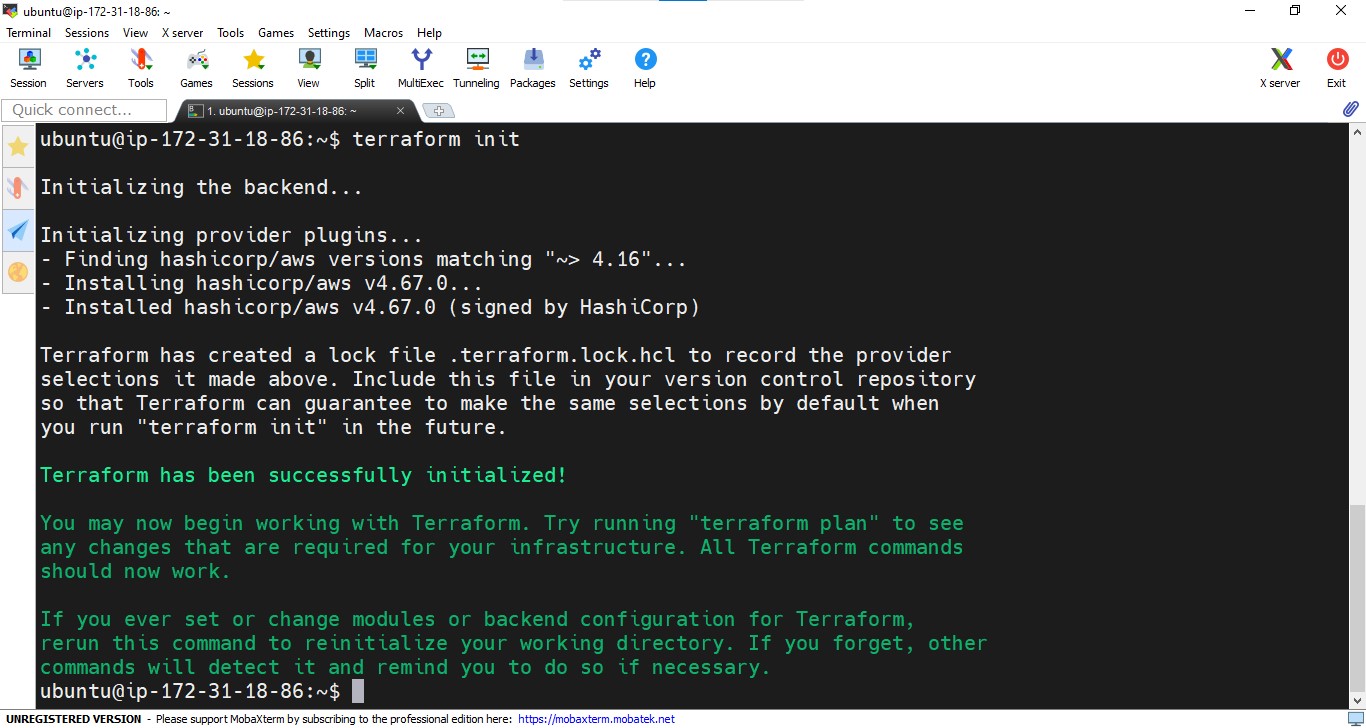 ubuntu@ip-172-31-18-86: ~
Terminal Sessions View X server Tools Games Settings Macros Help
Session Servers Tools Games Sessions View Split MultiExec Tunneling Packages Settings Help X server Exit
Quick connect... 1. ubuntu@ip-172-31-18-86: ~
ubuntu@ip-172-31-18-86:~$ terraform init
Initializing the backend...
Initializing provider plugins...
- Finding hashicorp/aws versions matching "~> 4.16"...
- Installing hashicorp/aws v4.67.0...
- Installed hashicorp/aws v4.67.0 (signed by HashiCorp)
Terraform has created a lock file .terraform.lock.hcl to record the provider
selections it made above. Include this file in your version control repository
so that Terraform can guarantee to make the same selections by default when
you run "terraform init" in the future.
Terraform has been successfully initialized!
You may now begin working with Terraform. Try running "terraform plan" to see
any changes that are required for your infrastructure. All Terraform commands
should now work.
If you ever set or change modules or backend configuration for Terraform,
rerun this command to reinitialize your working directory. If you forget, other
commands will detect it and remind you to do so if necessary.
ubuntu@ip-172-31-18-86:~$
UNREGISTERED VERSION - Please support MobaXterm by subscribing to the professional edition here: https://mobaxterm.mobatek.net